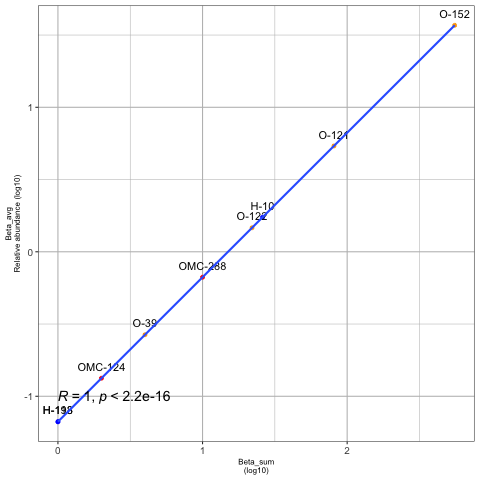 O-152
1
O-121
H-10
O-122
0
OMC-288
O-39
OMC-124
-1
R = 1, p < 2.2e-16
0
1
2
Beta_sum
(log10)
Beta_avg
Relative abundance (log10)